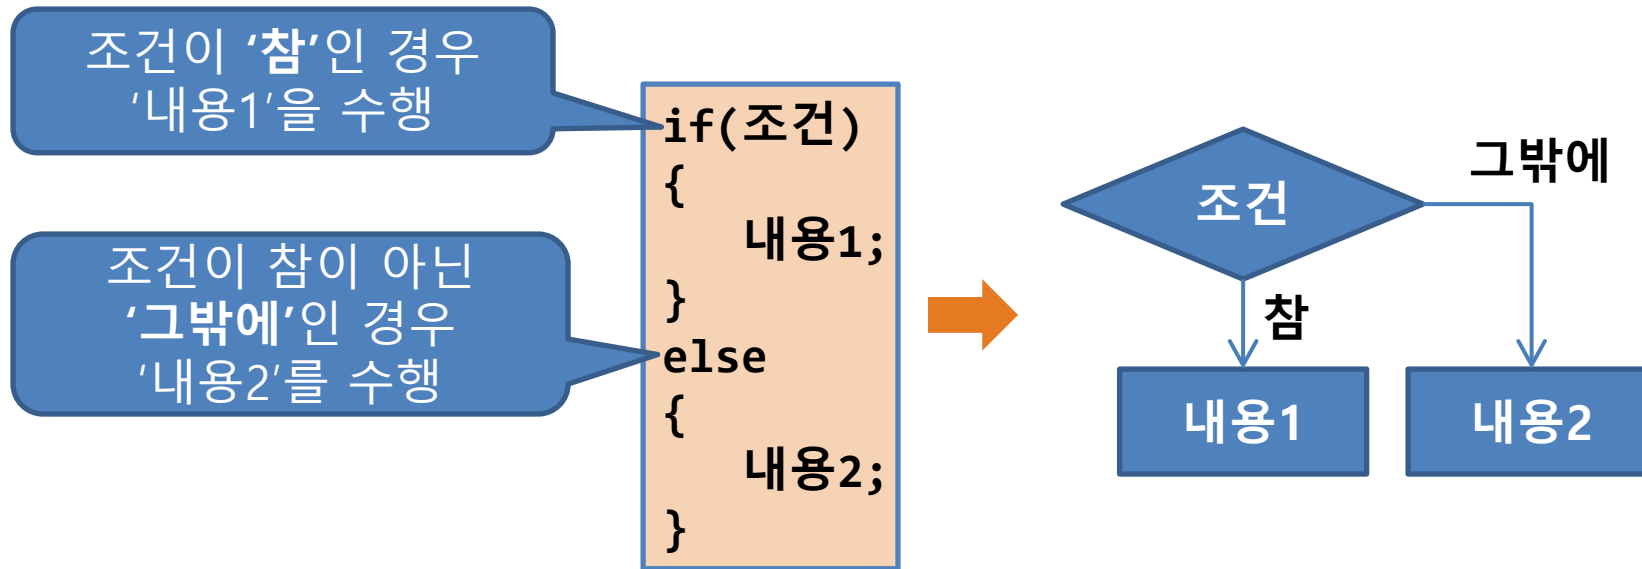 조건이 ‘참’인 경우
‘내용1’을 수행
조건이 참이 아닌
‘그밖에’인 경우
‘내용2’를 수행
if(조건)
{
내용1;
}
else
{
내용2;
}
조건
그밖에
참
내용1
내용2